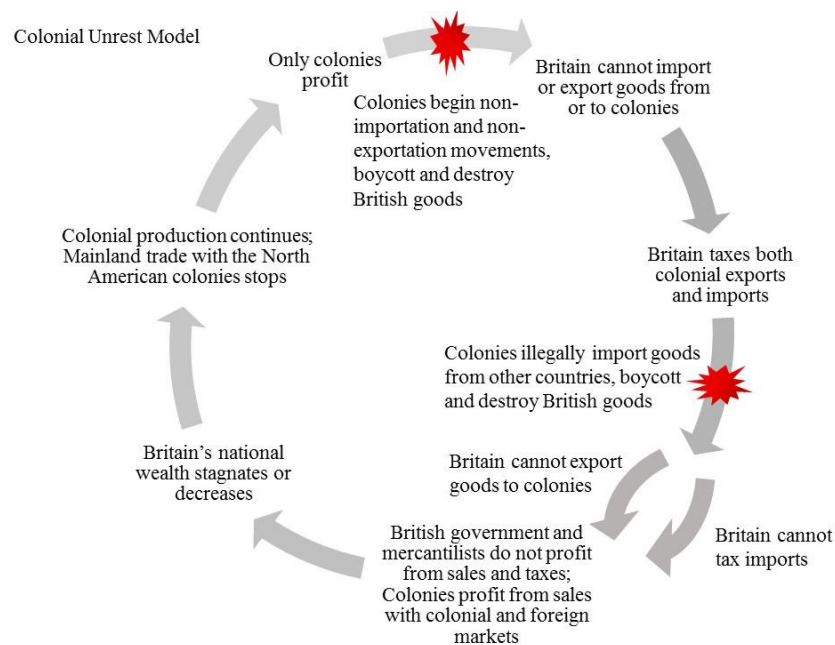 Colonial Unrest Model
Only colonies
profit
Colonies begin non-
importation and non-
exportation movements,
boycott and destroy
British goods
Britain cannot import
or export goods from
or to colonies
Britain taxes both
colonial exports
and imports
Colonies illegally import goods
from other countries, boycott
and destroy British goods
Britain cannot export
goods to colonies
Britain cannot
tax imports
British government and
mercantilists do not profit
from sales and taxes;
Colonies profit from sales
with colonial and foreign
markets
Britain's national
wealth stagnates or
decreases
Colonial production continues;
Mainland trade with the North
American colonies stops